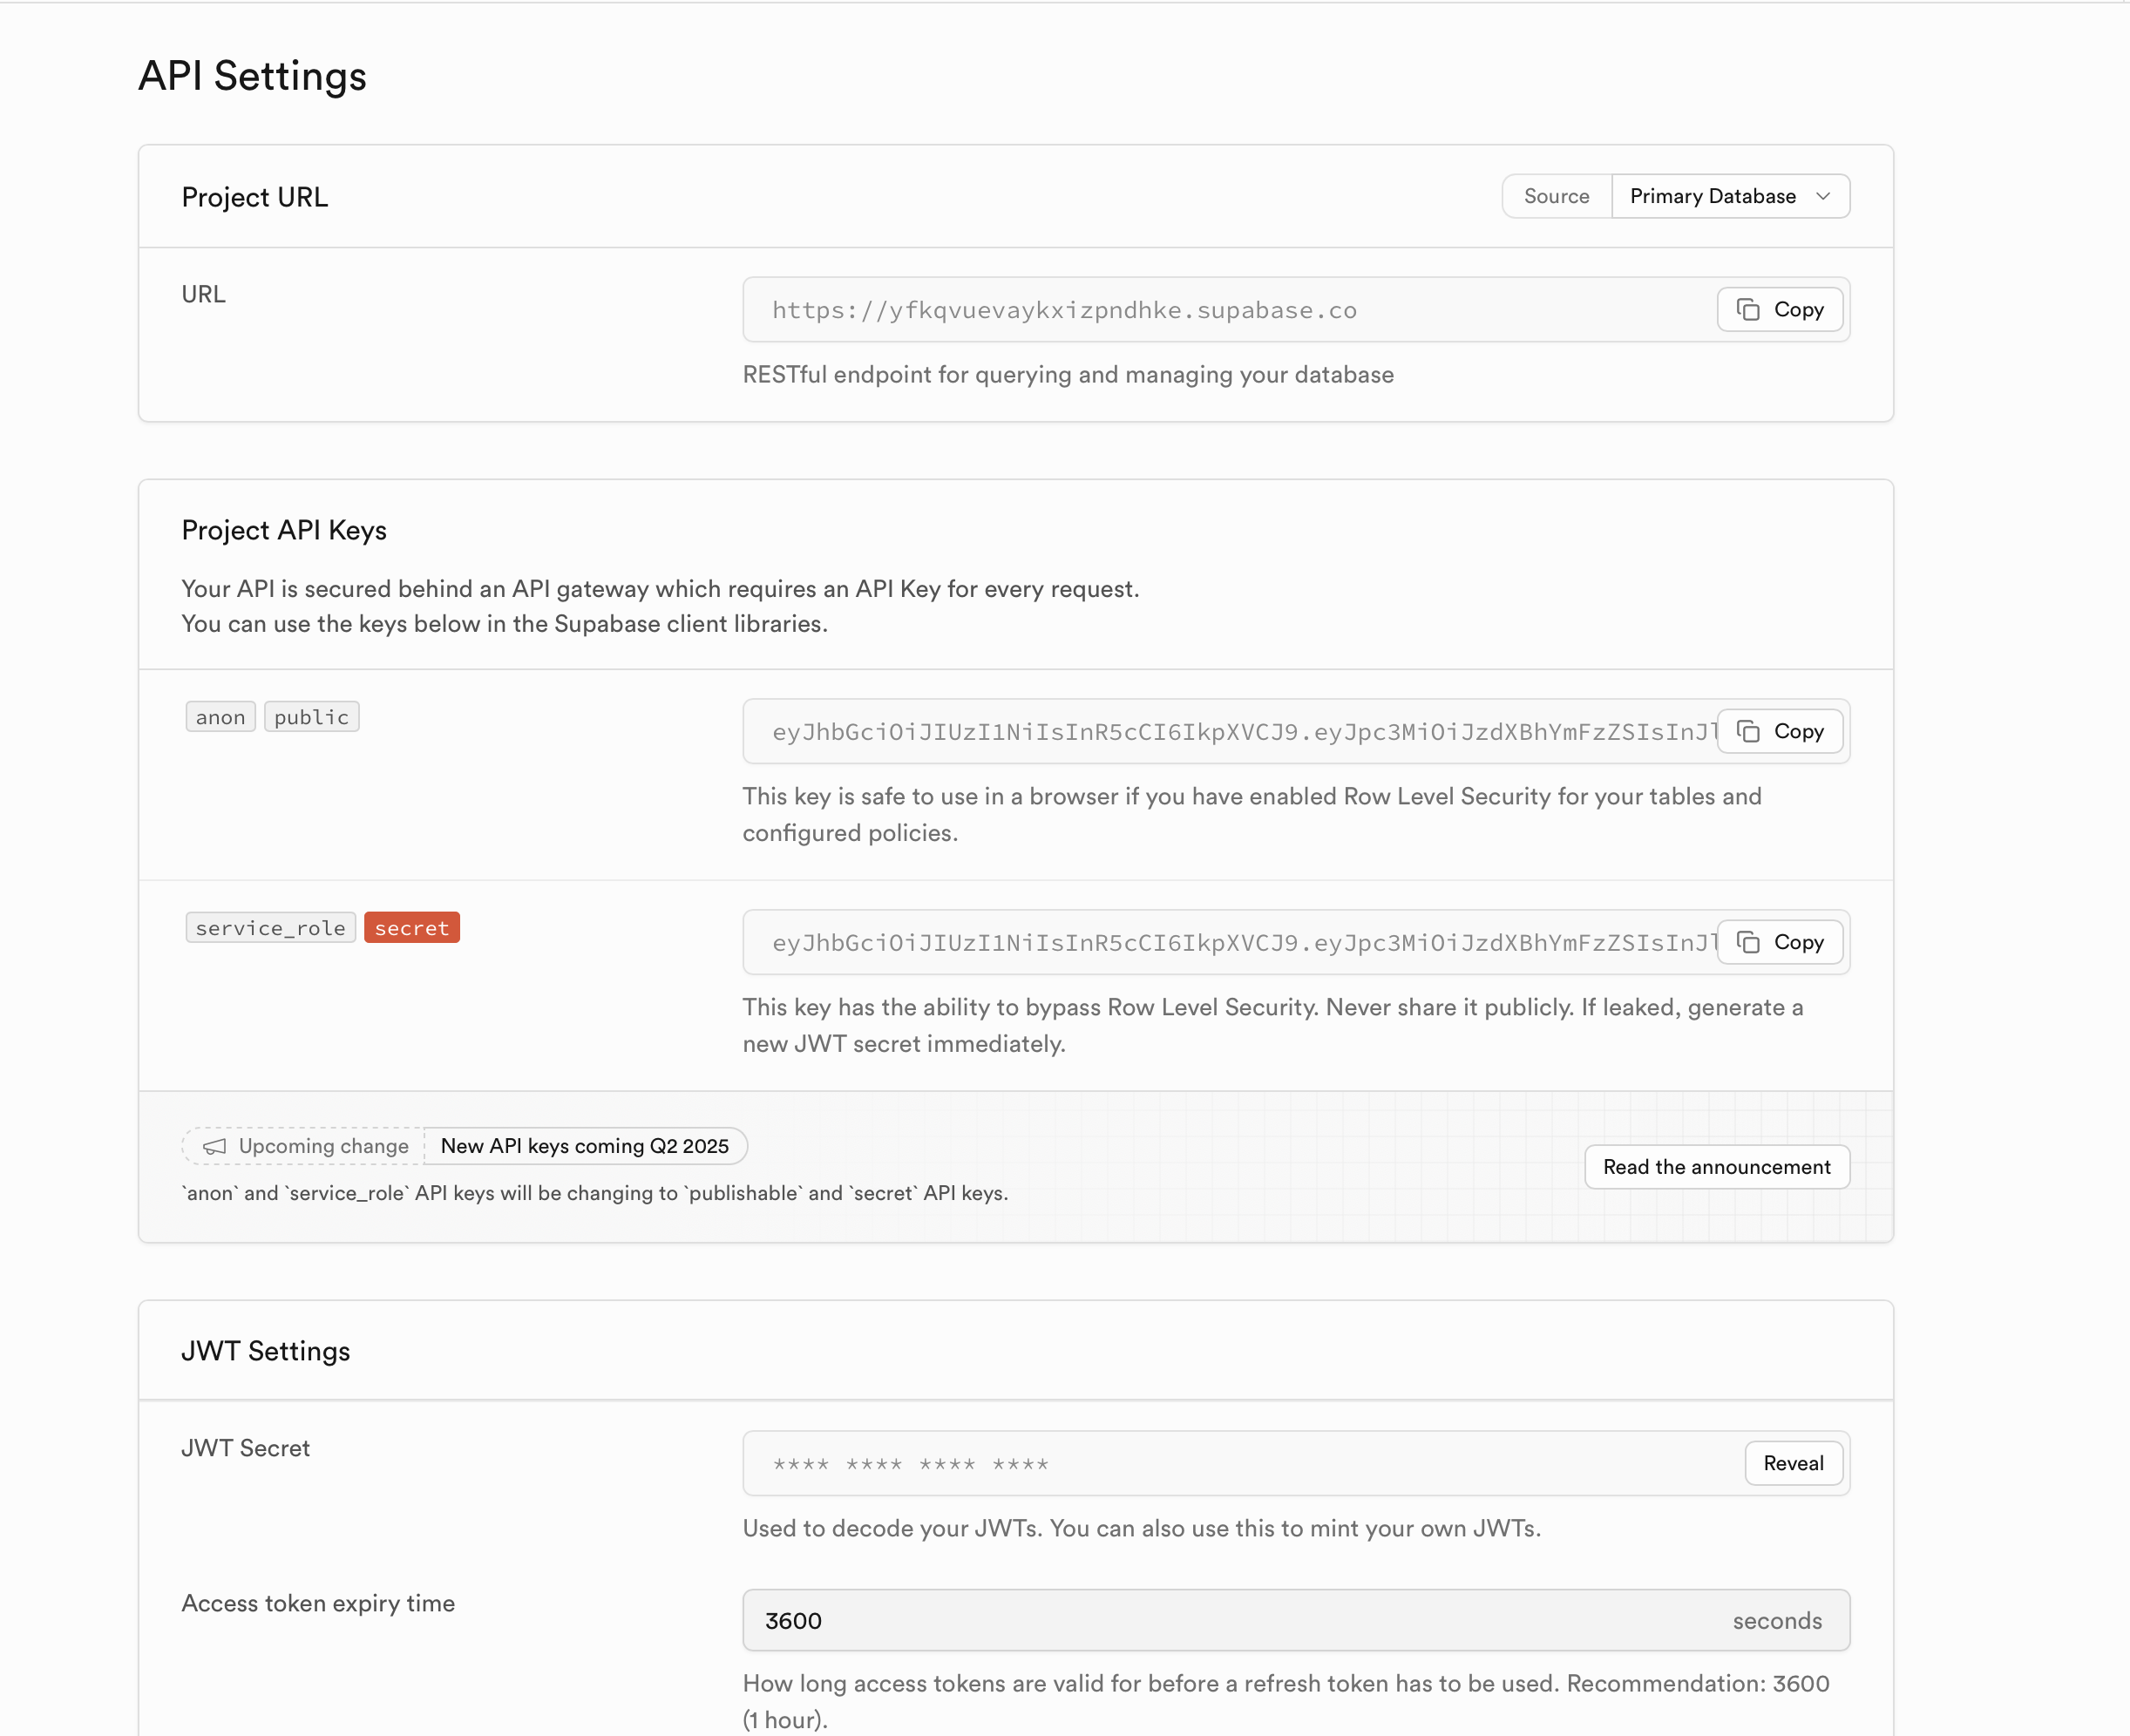 API Settings
Project URL
Source Primary Database
URL
https://yfkqvuevaykxizpndhke.supabase.co
Copy
RESTful endpoint for querying and managing your database
Project API Keys
Your API is secured behind an API gateway which requires an API Key for every request.
You can use the keys below in the Supabase client libraries.
anon public
eyJhbGciOiJIUzI1NiIsInR5cCI6IkpXVCJ9.eyJpc3MiOiJzdXBhYmFzZSIsInJl
Copy
This key is safe to use in a browser if you have enabled Row Level Security for your tables and
configured policies.
service_role secret
eyJhbGciOiJIUzI1NiIsInR5cCI6IkpXVCJ9.eyJpc3MiOiJzdXBhYmFzZSIsInJl
Copy
This key has the ability to bypass Row Level Security. Never share it publicly. If leaked, generate a
new JWT secret immediately.
Upcoming change New API keys coming Q2 2025
`anon` and `service_role` API keys will be changing to `publishable` and `secret` API keys.
Read the announcement
JWT Settings
JWT Secret
**** **** **** ****
Reveal
Used to decode your JWTs. You can also use this to mint your own JWTs.
Access token expiry time
3600 seconds
How long access tokens are valid for before a refresh token has to be used. Recommendation: 3600
(1 hour).